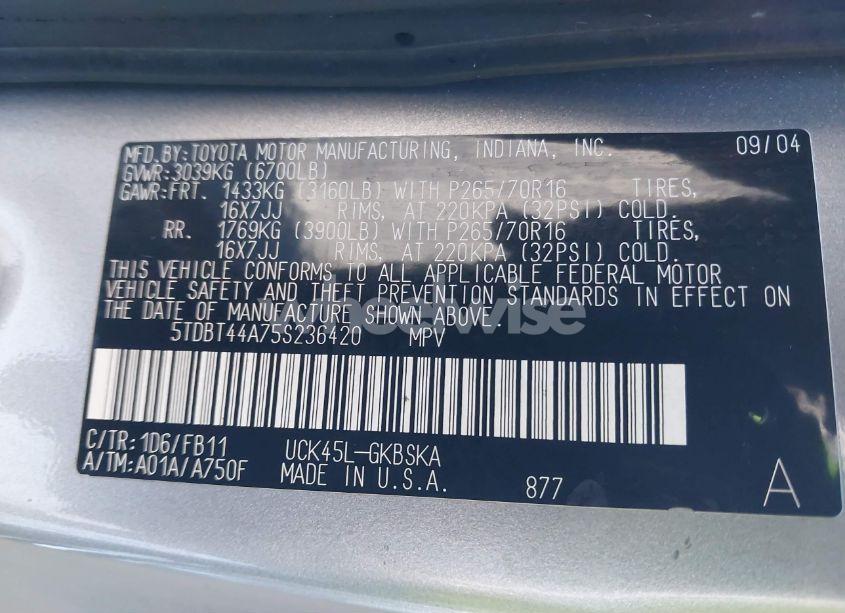 MFD.BY:TOYOTA MOTOR MANUFACTURING, INDIANA, INC. 09/04
GVWR:3039KG (6700LB)
GAWR:FRT. 1433KG (3160LB) WITH P265/70R16 TIRES,
16X7JJ RIMS, AT 220KPA (32PSI) COLD.
RR. 1769KG (3900LB) WITH P265/70R16 TIRES,
16X7JJ RIMS, AT 220KPA (32PSI) COLD.
THIS VEHICLE CONFORMS TO ALL APPLICABLE FEDERAL MOTOR
VEHICLE SAFETY AND THEFT PREVENTION STANDARDS IN EFFECT ON
THE DATE OF MANUFACTURE SHOWN ABOVE.
5TDBT44A75S236420 MPV
C/TR:1D6/FB11 UCK45L-GKBSKA
A/TM:A01A/A750F MADE IN U.S.A. 877 A